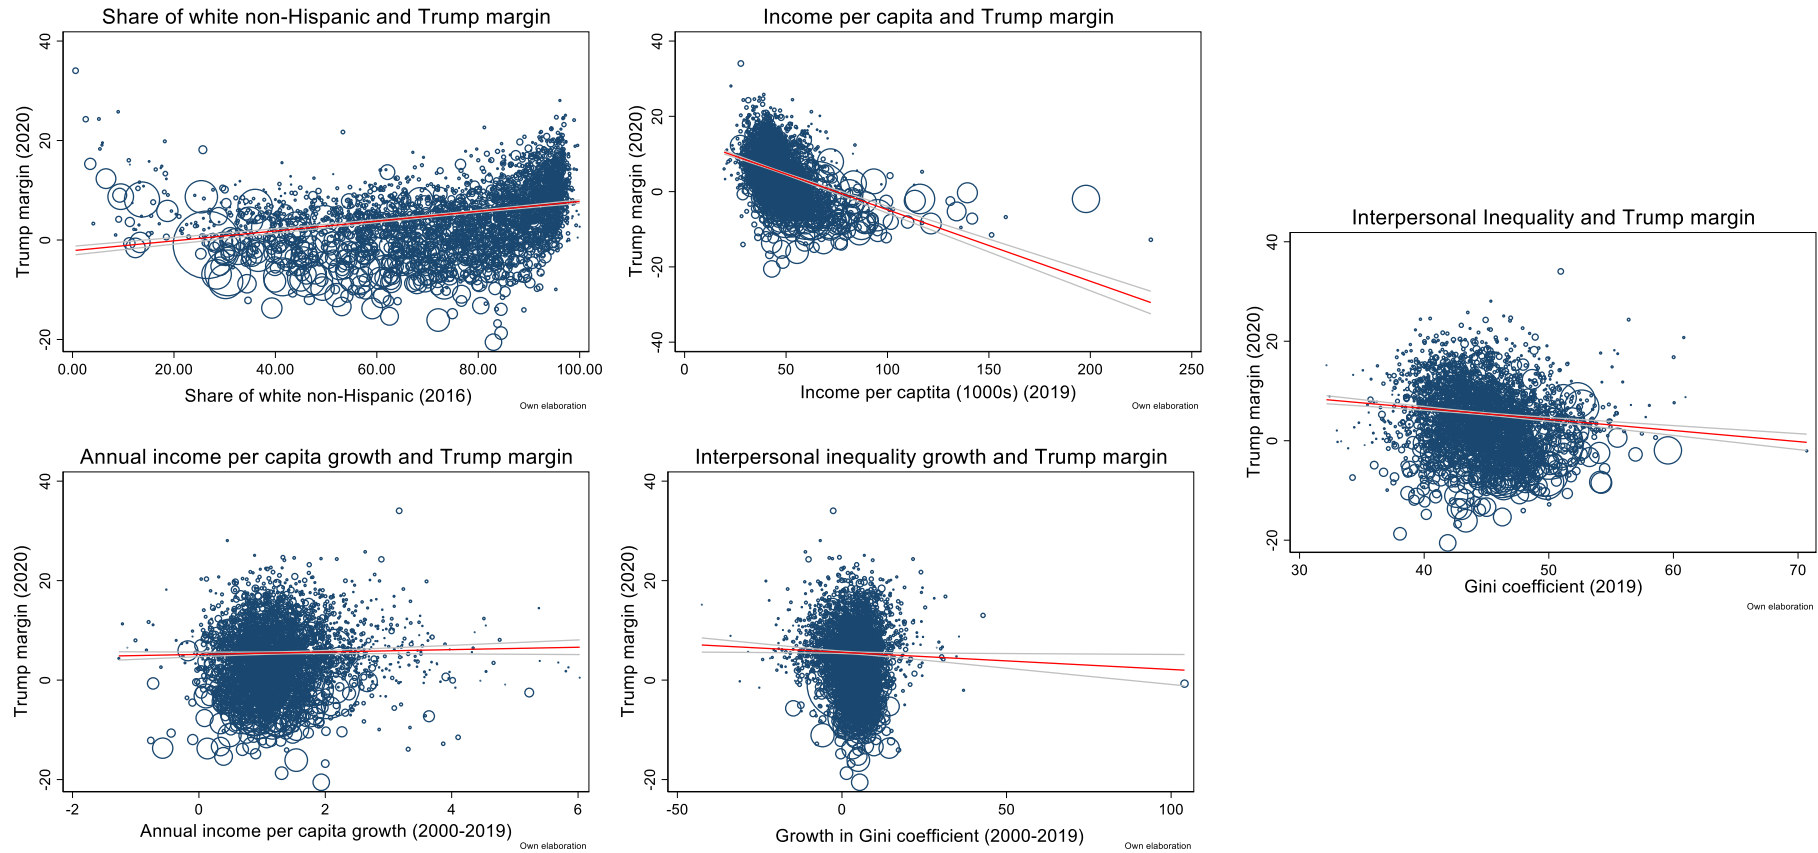 Share of white non-Hispanic and Trump margin
Trump margin (2020)
40
20
0
-20
0.00 20.00 40.00 60.00 80.00 100.00
Share of white non-Hispanic (2016)
Own elaboration
Income per capita and Trump margin
Trump margin (2020)
40
20
0
-20
-40
0 50 100 150 200 250
Income per captita (1000s) (2019)
Own elaboration
Interpersonal Inequality and Trump margin
Trump margin (2020)
40
20
0
-20
30 40 50 60 70
Gini coefficient (2019)
Own elaboration
Annual income per capita growth and Trump margin
Trump margin (2020)
40
20
0
-20
-2 0 2 4 6
Annual income per capita growth (2000-2019)
Own elaboration
Interpersonal inequality growth and Trump margin
Trump margin (2020)
40
20
0
-20
-50 0 50 100
Growth in Gini coefficient (2000-2019)
Own elaboration